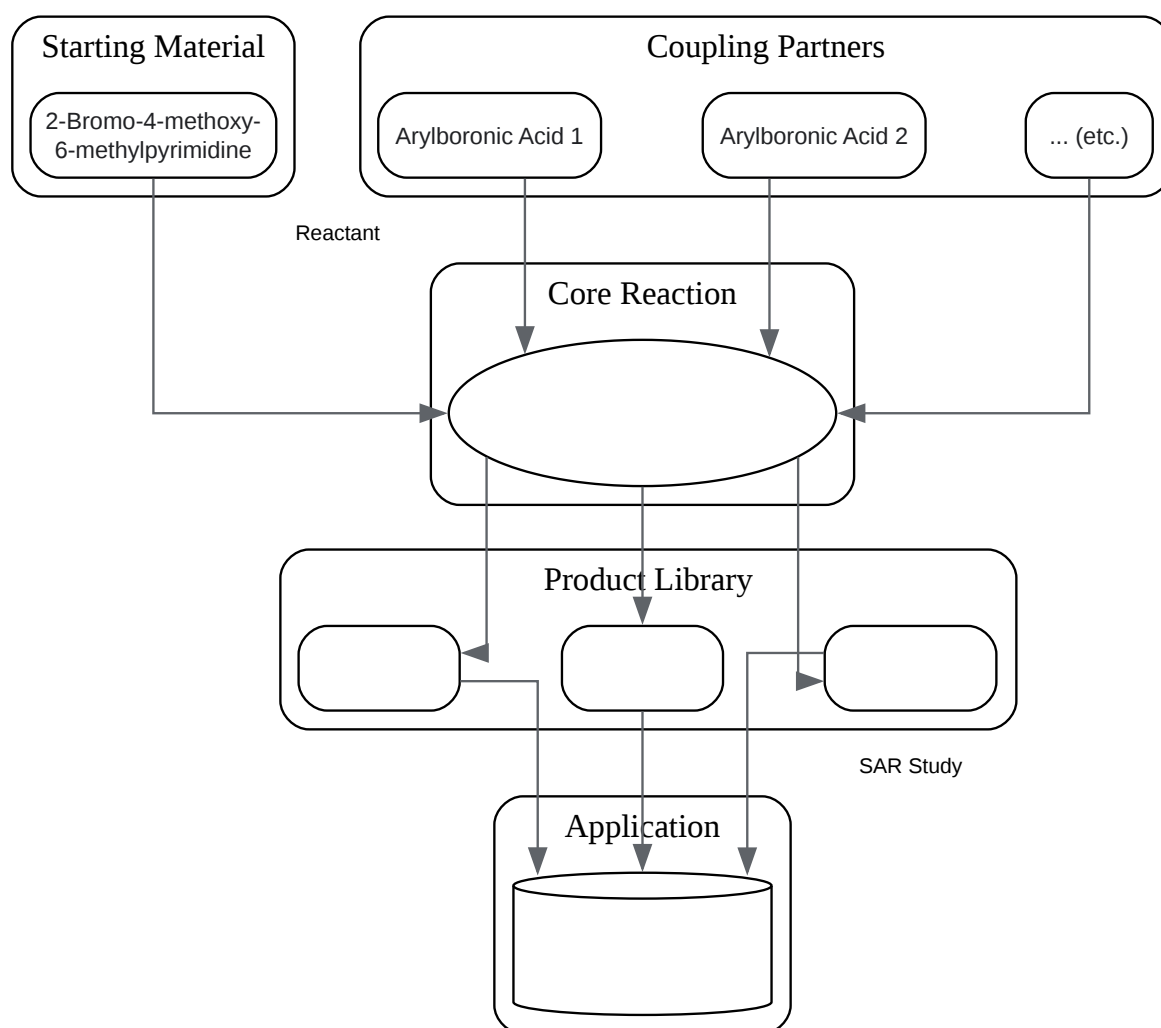 Starting Material
Coupling Partners
2-Bromo-4-methoxy-
6-methylpyrimidine
Arylboronic Acid 1
Arylboronic Acid 2
... (etc.)
Reactant
Core Reaction
Product Library
SAR Study
Application